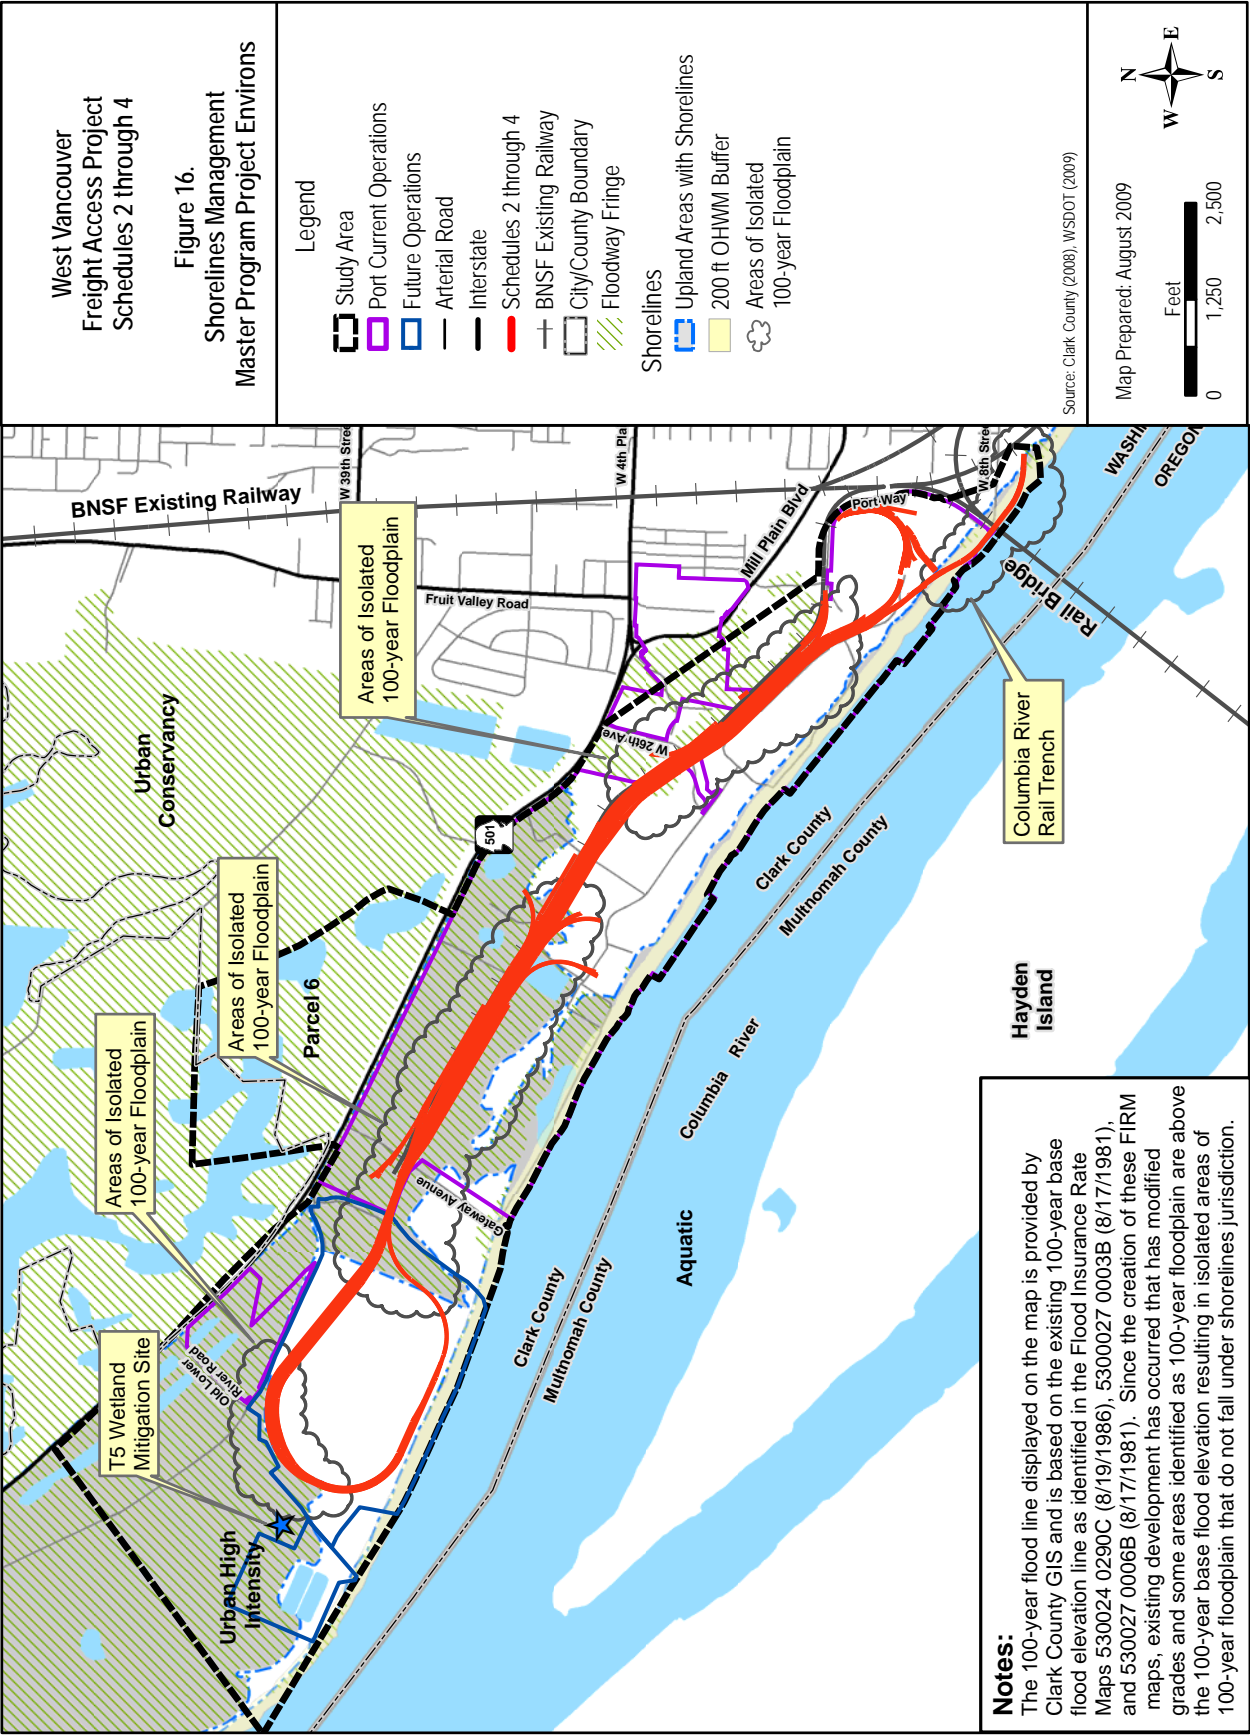 West Vancouver
Freight Access Project
Schedules 2 through 4
Figure 16.
Shorelines Management
Master Program Project Environs
Legend
Study Area
Port Current Operations
Future Operations
Arterial Road
Interstate
Schedules 2 through 4
BNSF Existing Railway
City/County Boundary
Floodway Fringe
Shorelines
Upland Areas with Shorelines
200 ft OHWM Buffer
Areas of Isolated
100-year Floodplain
Source: Clark County (2008), WSDOT (2009)
Map Prepared: August 2009
Feet
0 1,250 2,500
N
W E
S
BNSF Existing Railway
W 39th Stree
W 4th Pla
Mill Plain Blvd
Port Way
W 8th Stree
WASHIN
OREGON
Fruit Valley Road
Rail Bridge
Areas of Isolated
100-year Floodplain
W 26th Ave
Columbia River
Rail Trench
Urban
Conservancy
501
Areas of Isolated
100-year Floodplain
Parcel 6
Clark County
Multnomah County
Hayden
Island
Areas of Isolated
100-year Floodplain
Columbia River
Gateway Avenue
Aquatic
Clark County
Multnomah County
T5 Wetland
Mitigation Site
Old Lower
River Road
Urban High
Intensity
Notes:
The 100-year flood line displayed on the map is provided by
Clark County GIS and is based on the existing 100-year base
flood elevation line as identified in the Flood Insurance Rate
Maps 530024 0290C (8/19/1986), 5300027 0003B (8/17/1981),
and 530027 0006B (8/17/1981). Since the creation of these FIRM
maps, existing development has occurred that has modified
grades and some areas identified as 100-year floodplain are above
the 100-year base flood elevation resulting in isolated areas of
100-year floodplain that do not fall under shorelines jurisdiction.